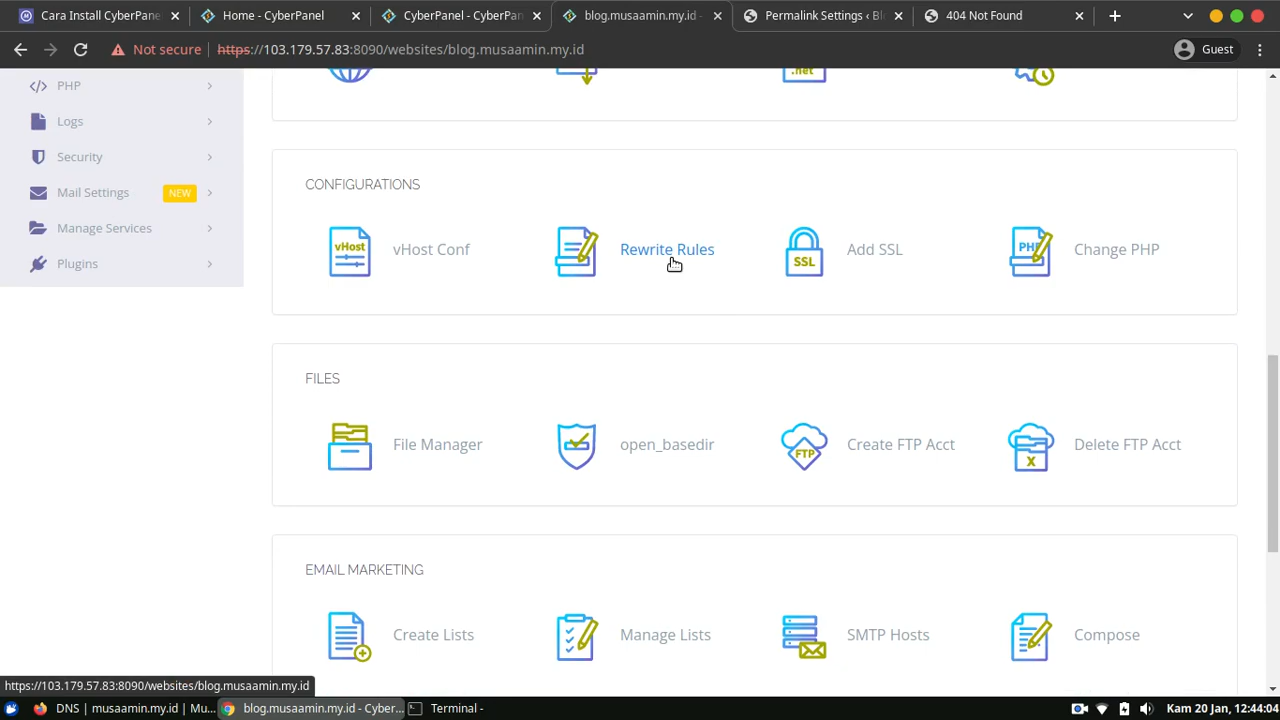 Cara Install CyberPane
Home - CyberPanel
CyberPanel - CyberPan
blog.musaamin.my.id -
Permalink Settings ‹ Bl
404 Not Found
Not secure
https://103.179.57.83:8090/websites/blog.musaamin.my.id
Guest
PHP
Logs
Security
Mail Settings
NEW
Manage Services
Plugins
.net
CONFIGURATIONS
vHost
vHost Conf
Rewrite Rules
SSL
Add SSL
PHP
Change PHP
FILES
File Manager
open_basedir
FTP
Create FTP Acct
X
Delete FTP Acct
EMAIL MARKETING
Create Lists
Manage Lists
SMTP Hosts
Compose
https://103.179.57.83:8090/websites/blog.musaamin.my.id
DNS | musaamin.my.id | Mu...
blog.musaamin.my.id - Cyber...
Terminal -
Kam 20 Jan, 12:44:04